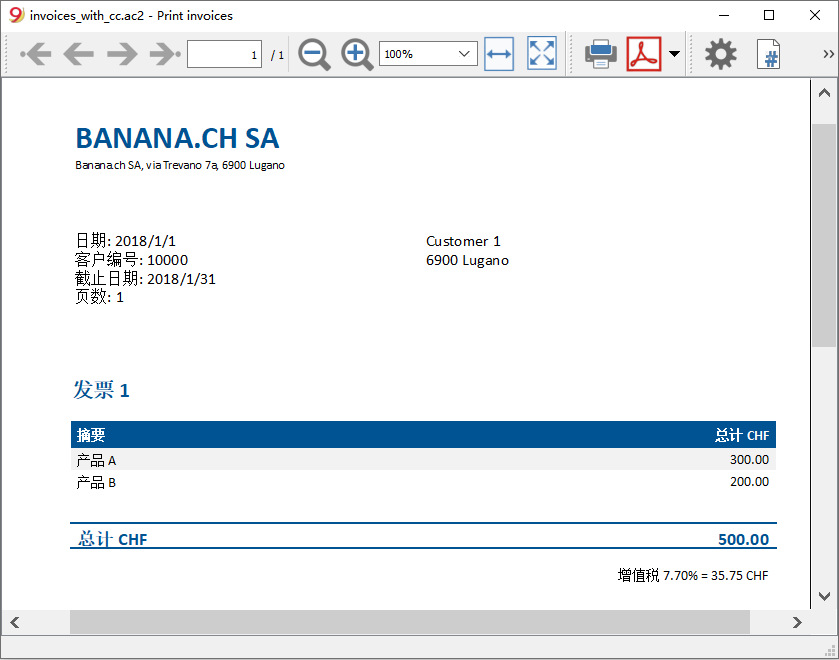 invoices_with_cc.ac2 - Print invoices
1 / 1 100%
BANANA.CH SA
Banana.ch SA, via Trevano 7a, 6900 Lugano
日期: 2018/1/1 Customer 1
客户编号: 10000 6900 Lugano
截止日期: 2018/1/31
页数: 1
发票 1
摘要 总计 CHF
产品 A 300.00
产品 B 200.00
总计 CHF 500.00
增值税 7.70% = 35.75 CHF